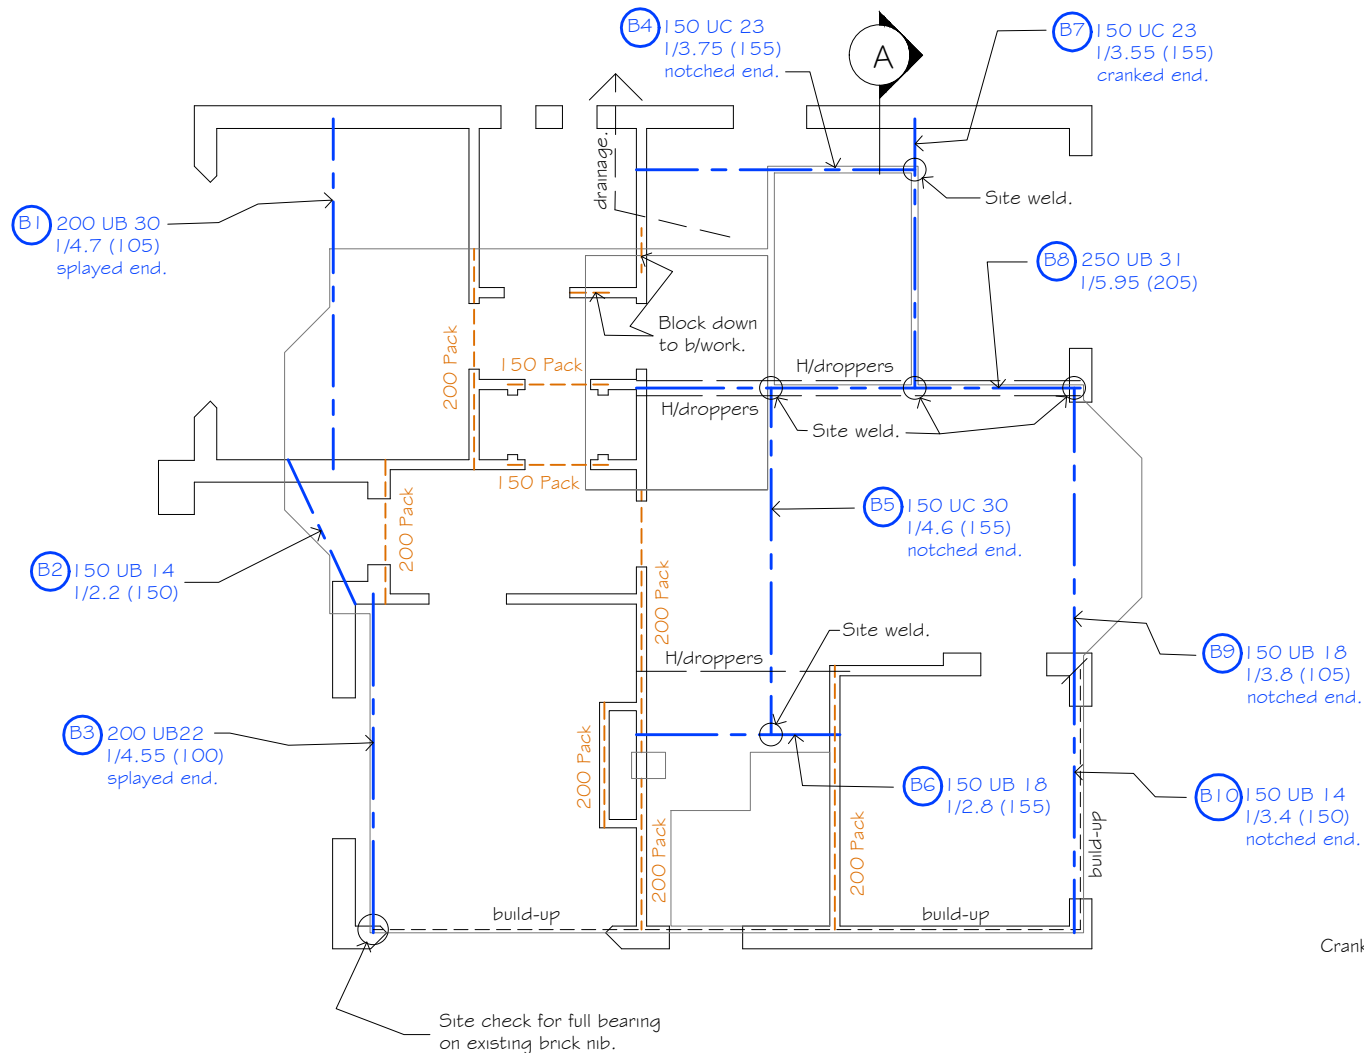 B4 150 UC 23
1/3.75 (155)
notched end.
A
B7 150 UC 23
1/3.55 (155)
cranked end.
drainage.
Site weld.
B1 200 UB 30
1/4.7 (105)
splayed end.
B8 250 UB 31
1/5.95 (205)
Block down
to b/work.
200 Pack
150 Pack
H/droppers
H/droppers
Site weld.
150 Pack
B5 150 UC 30
1/4.6 (155)
notched end.
200 Pack
B2 150 UB 14
1/2.2 (150)
200 Pack
Site weld.
H/droppers
B9 150 UB 18
1/3.8 (105)
notched end.
B3 200 UB22
1/4.55 (100)
splayed end.
200 Pack
B6 150 UB 18
1/2.8 (155)
B10 150 UB 14
1/3.4 (150)
notched end.
200 Pack
200 Pack
build-up
build-up
build-up
Crank
Site check for full bearing
on existing brick nib.